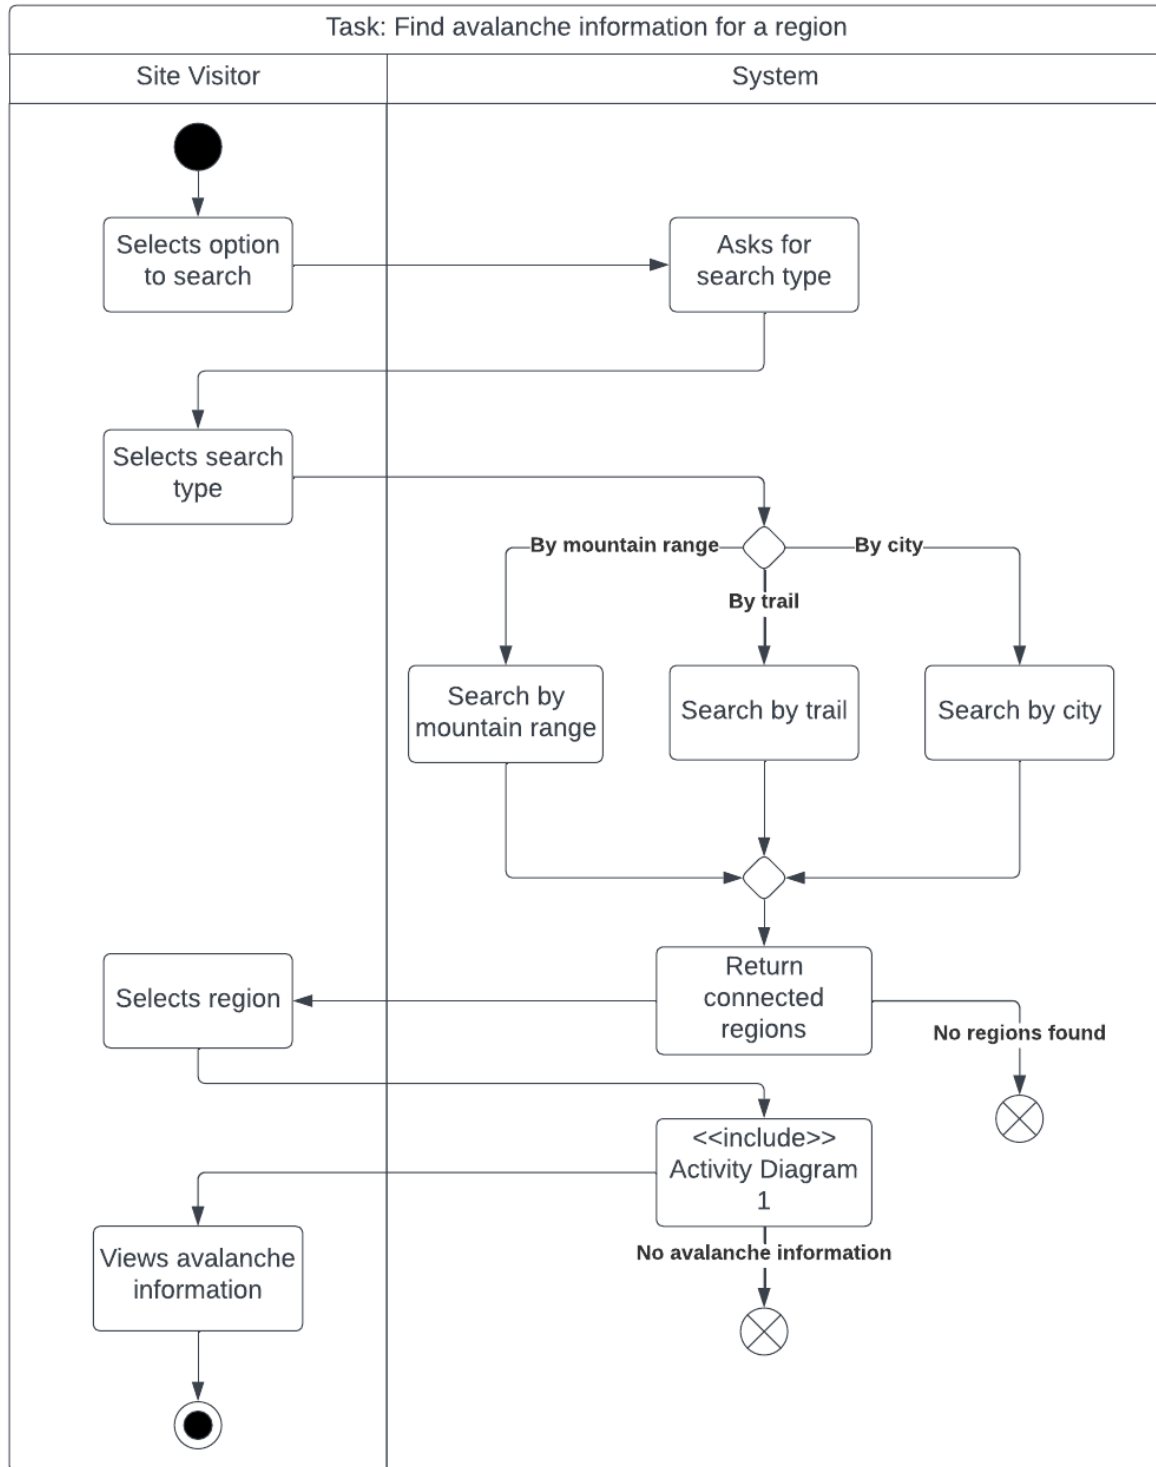 Task: Find avalanche information for a region
Site Visitor
System
Selects option
to search
Asks for
search type
Selects search
type
By mountain range
By city
By trail
Search by
mountain range
Search by trail
Search by city
Return
connected
regions
Selects region
No regions found
<<include>>
Activity Diagram
1
No avalanche information
Views avalanche
information